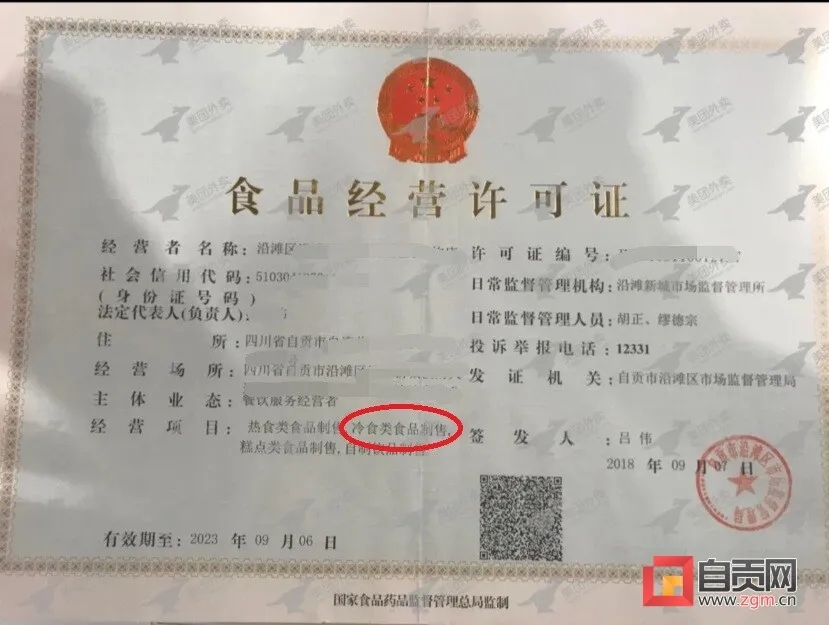 食品经营许可证
经营者名称：沿滩区
许可证编号：
社会信用代码：51030
(身份证号码)
日常监督管理机构：沿滩新城市场监督管理所
法定代表人(负责人)：
日常监督管理人员：胡正、缪德宗
住所：四川省自贡市
投诉举报电话：12331
经营场所：四川省自贡市沿滩区
发证机关：自贡市沿滩区市场监督管理局
主体业态：餐饮服务经营者
经营项目：热食类食品制售,冷食类食品制售,
糕点类食品制售,自制饮品制售
签发人：吕伟
2018 年 09 月 07 日
有效期至：2023 年 09 月 06 日
国家食品药品监督管理总局监制
美团外卖
自贡网
www.zgm.cn